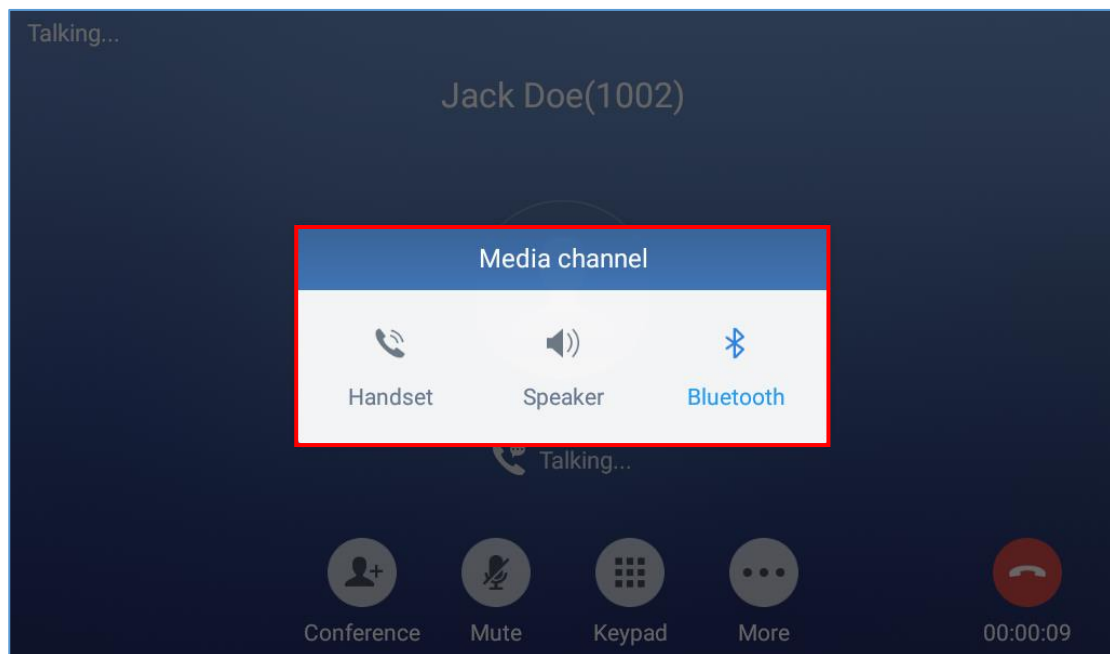 Talking...
Jack Doe(1002)
Media channel
Handset Speaker Bluetooth
Talking...
Conference Mute Keypad More 00:00:09